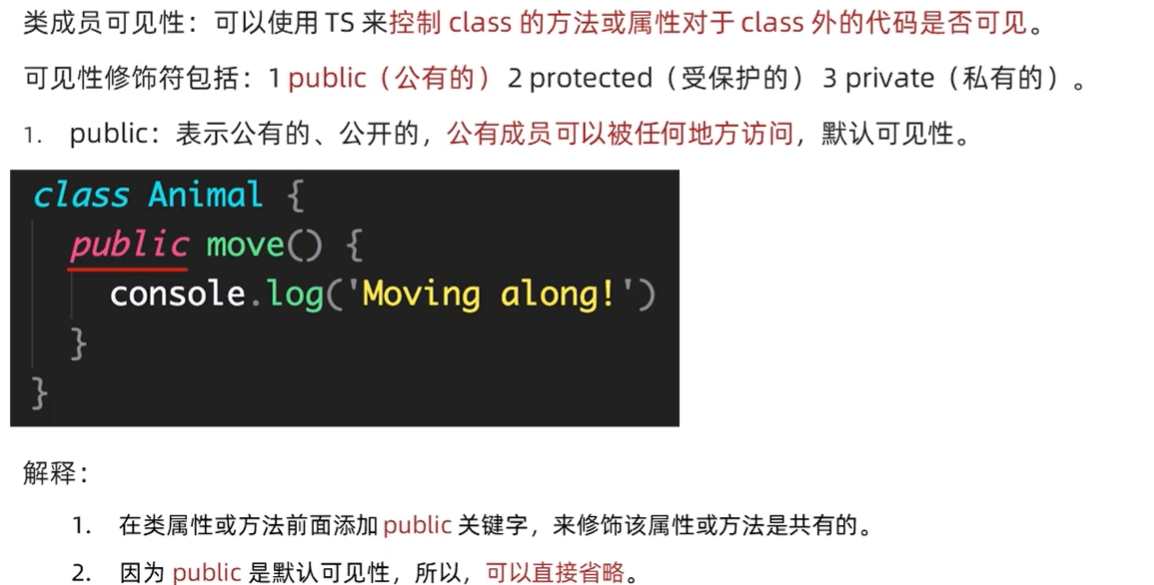 类成员可见性：可以使用 TS 来控制 class 的方法或属性对于 class 外的代码是否可见。
可见性修饰符包括：1 public（公有的） 2 protected（受保护的） 3 private（私有的）。
1. public：表示公有的、公开的，公有成员可以被任何地方访问，默认可见性。
class Animal {
public move() {
console.log('Moving along!')
}
}
解释：
1. 在类属性或方法前面添加 public 关键字，来修饰该属性或方法是共有的。
2. 因为 public 是默认可见性，所以，可以直接省略。